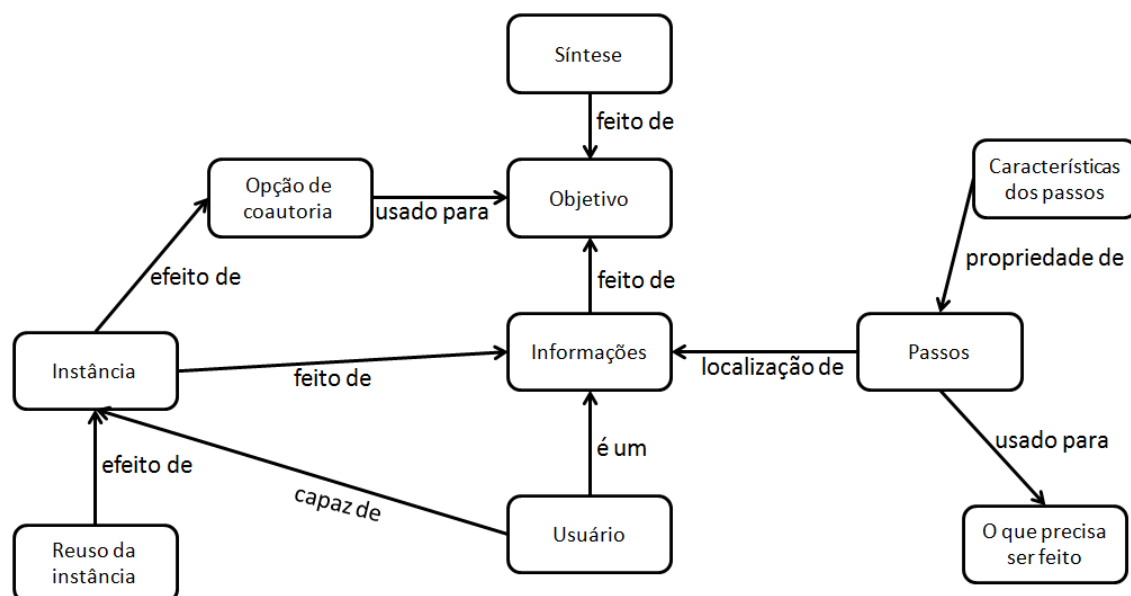 Síntese
feito de
Opção de
coautoria
usado para
Objetivo
Características
dos passos
efeito de
feito de
propriedade de
Instância
feito de
Informações
localização de
Passos
efeito de
capaz de
é um
usado para
Reuso da
instância
Usuário
O que precisa
ser feito